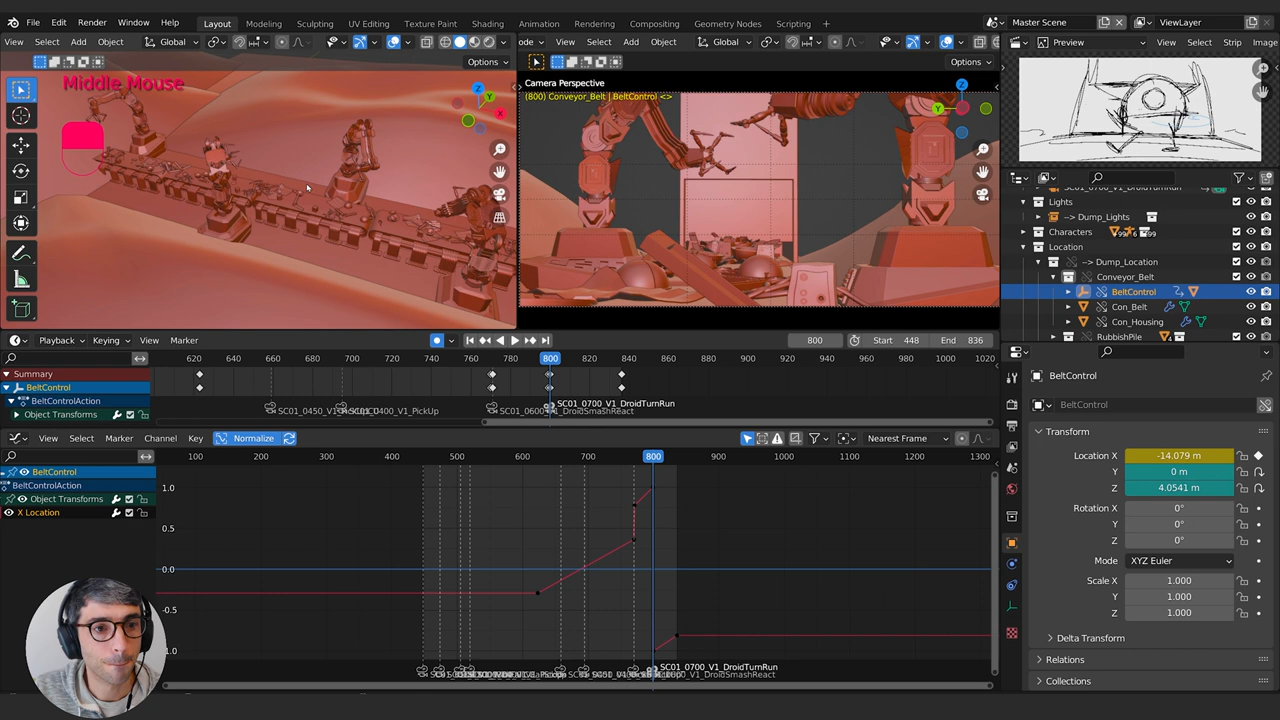 File Edit Render Window Help Layout Modeling Sculpting UV Editing Texture Paint Shading Animation Rendering Compositing Geometry Nodes Scripting + Master Scene ViewLayer
View Select Add Object Global
ode View Select Add Object Global
Preview View Select Strip Image
Options
Options
Middle Mouse
Camera Perspective
(800) Conveyor_Belt | BeltControl <>
SC01_0700_V1_DroidTurnRun
Lights
--> Dump_Lights
Characters
Location
--> Dump_Location
Conveyor_Belt
BeltControl
Con_Belt
Con_Housing
RubbishPile
Playback Keying View Marker 800 Start 448 End 836
620 640 660 680 700 720 740 760 780 800 820 840 860 880 900 920 940 960 980 1000 1020
Summary
BeltControl
BeltControlAction
Object Transforms
SC01_0700_V1_DroidTurnRun
SC01_0450_V1_PickUp
0400_V1_PickUp
SC01_0600_V1_DroidSmashReact
View Select Marker Channel Key Normalize Nearest Frame
100 200 300 400 500 600 700 800 900 1000 1100 1200 1300
BeltControl
BeltControlAction
Object Transforms
X Location
1.0
0.5
0.0
-0.5
1.0
SC01_0700_V1_DroidTurnRun
BeltControl
BeltControl
Transform
Location X -14.079 m
Y 0 m
Z 4.0541 m
Rotation X 0°
Y 0°
Z 0°
Mode XYZ Euler
Scale X 1.000
Y 1.000
Z 1.000
Delta Transform
Relations
Collections